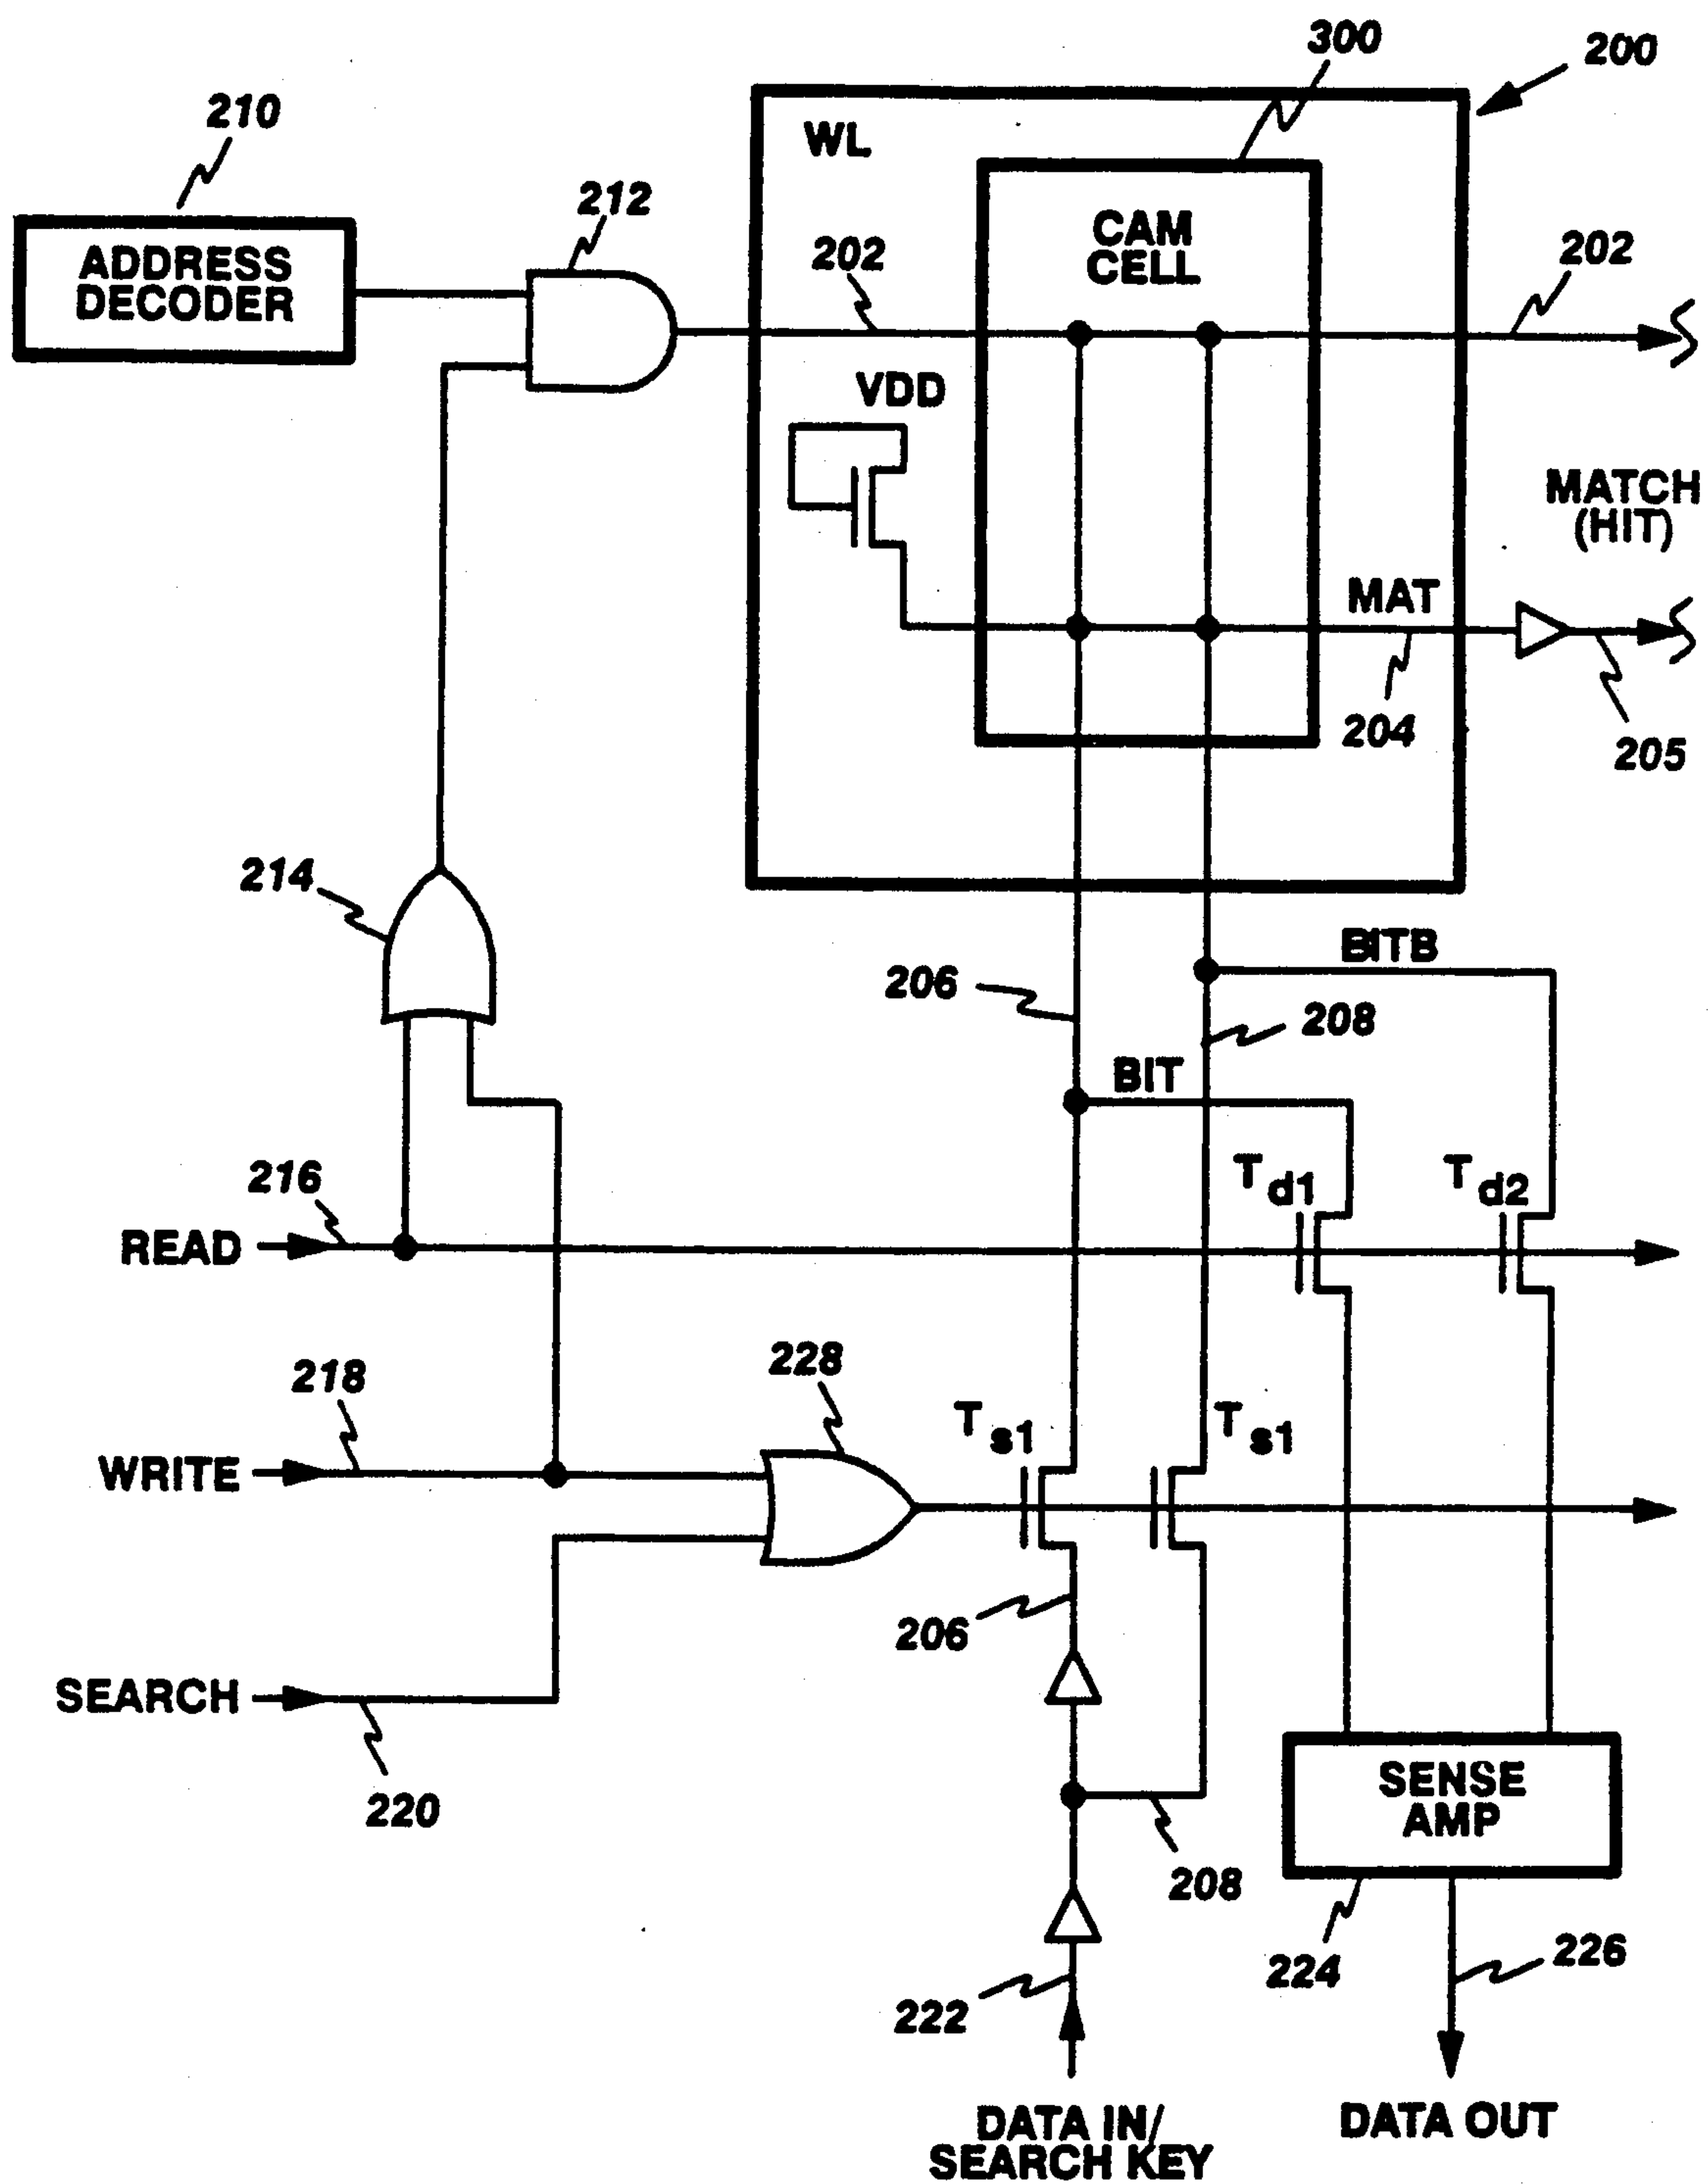 300
200
210
WL
212
CAM
CELL
202
202
ADDRESS
DECODER
VDD
MATCH
(HIT)
MAT
204
205
214
BITB
206
208
BIT
T d1
T d2
216
READ
228
218
T s1
T s1
WRITE
206
SEARCH
220
SENSE
AMP
208
224
226
222
DATA IN/
SEARCH KEY
DATA OUT